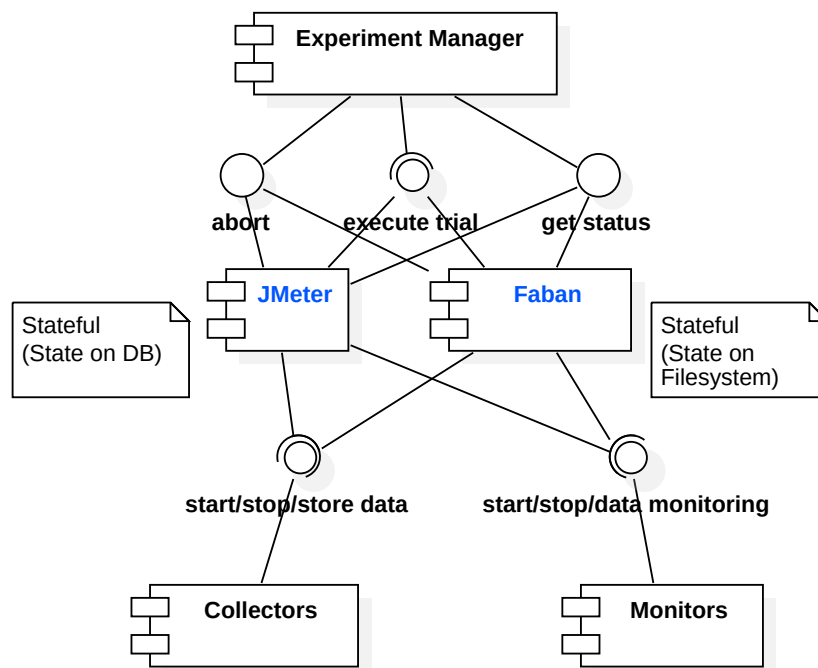 Experiment Manager
abort
execute trial
get status
JMeter
Faban
Stateful
(State on DB)
Stateful
(State on
Filesystem)
start/stop/store data
start/stop/data monitoring
Collectors
Monitors